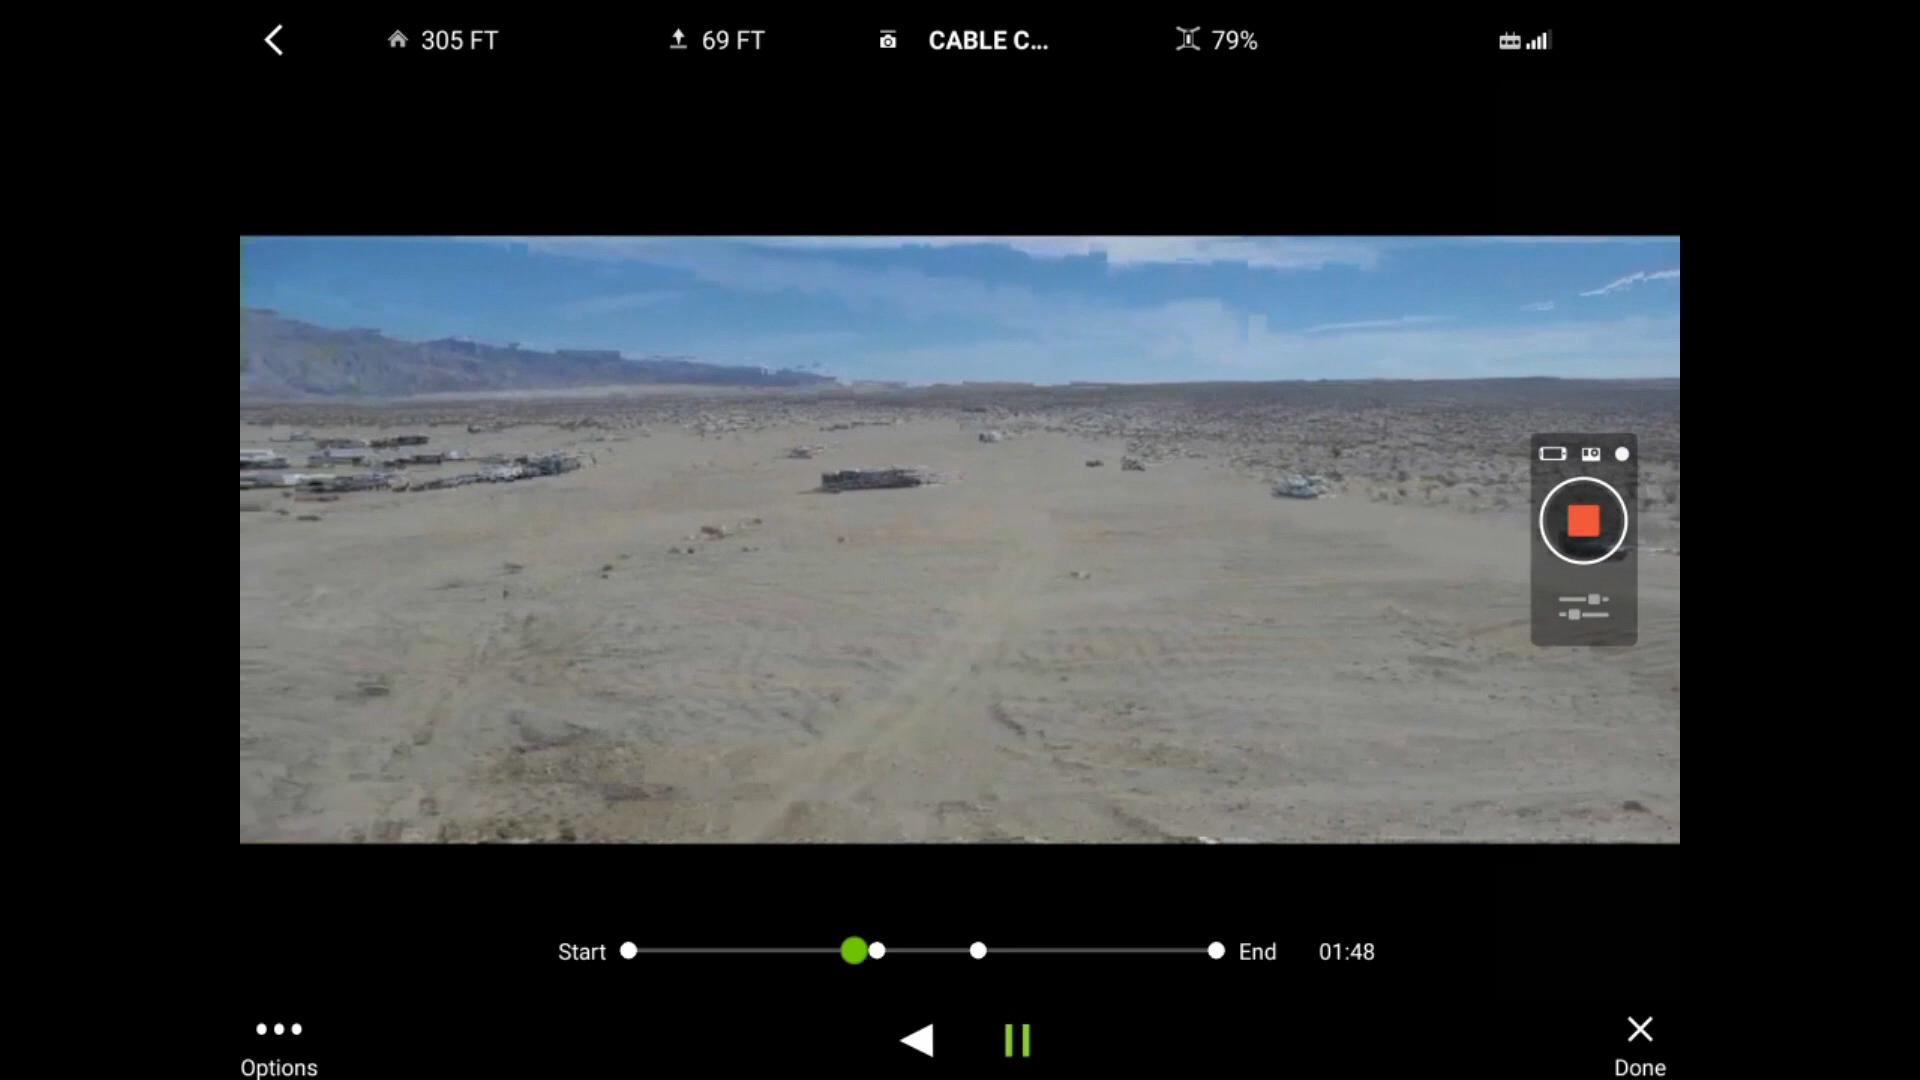 305 FT
69 FT
CABLE C...
79%
Start
End
01:48
Options
Done